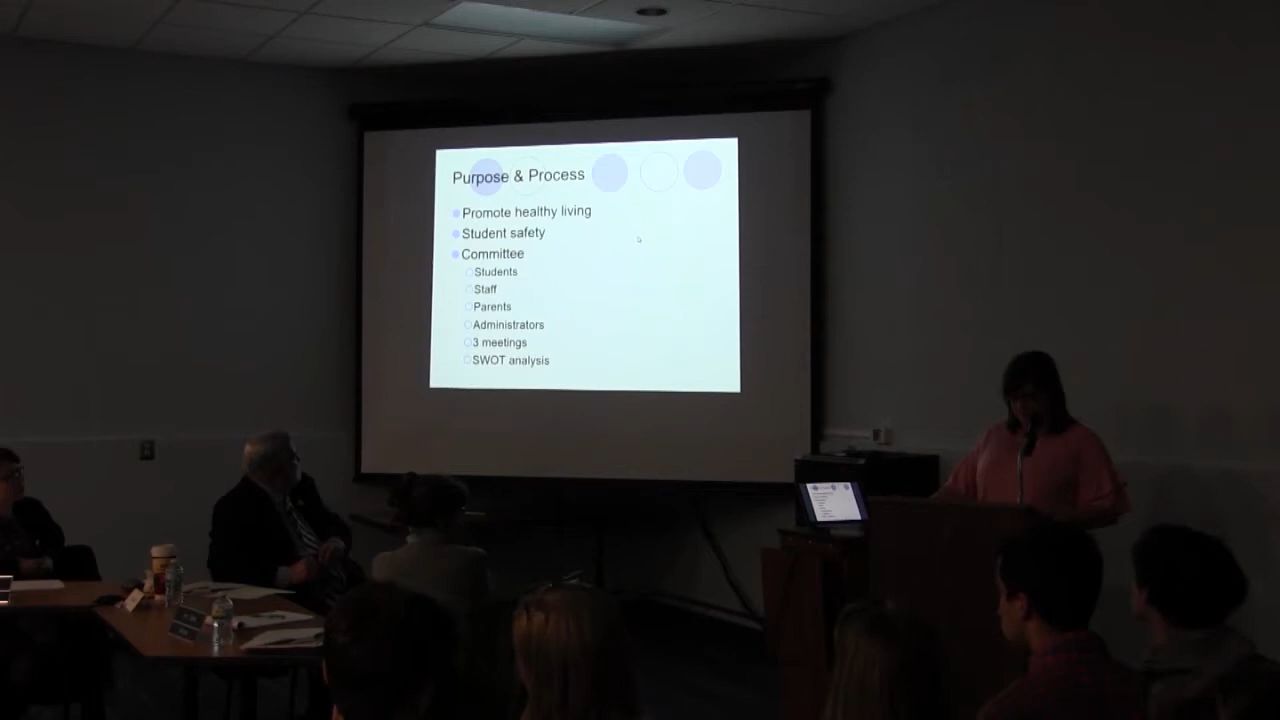 Purpose & Process
Promote healthy living
Student safety
Committee
Students
Staff
Parents
Administrators
3 meetings
SWOT analysis